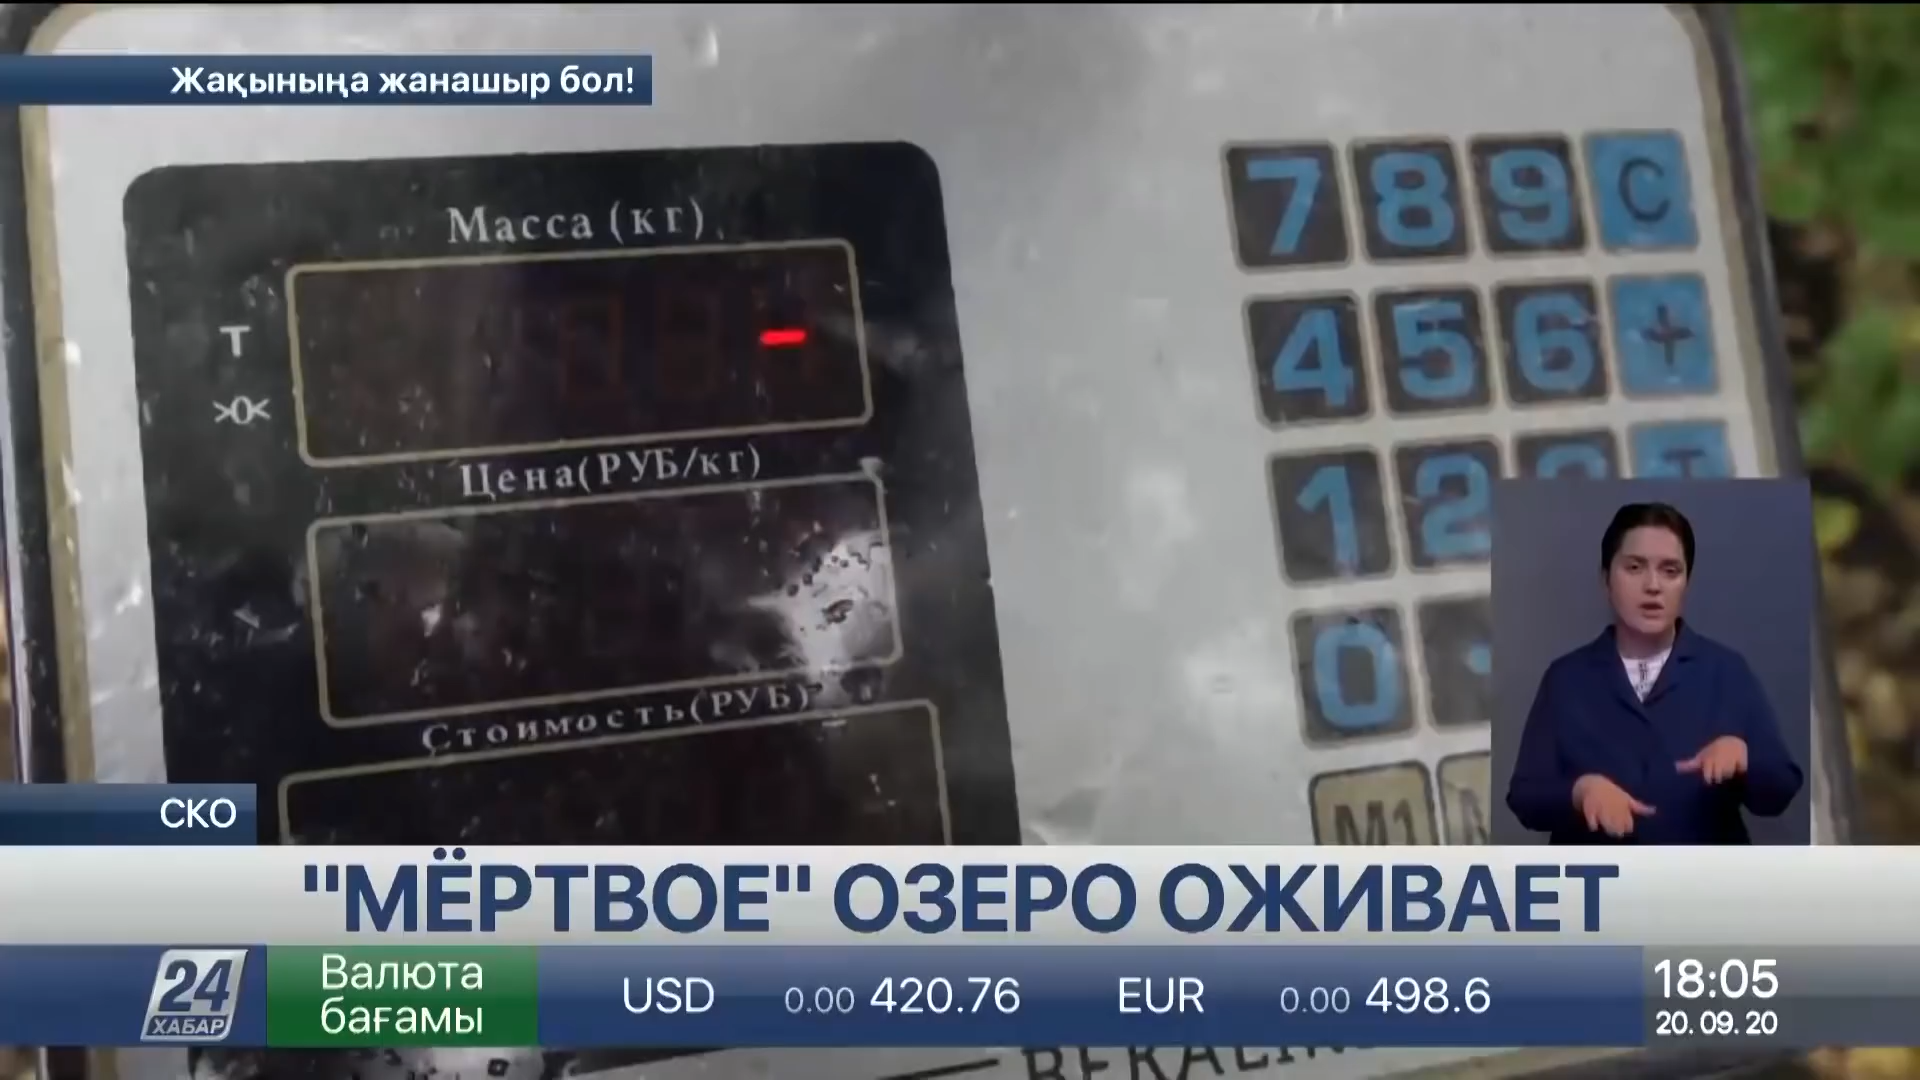 Жақыныңа жанашыр бол!
Масса (кг)
T
>0<
Цена(РУБ/кг)
Стоимость(РУБ)
7 8 9 C
4 5 6 +
1 2
0
M1
СКО
"МЁРТВОЕ" ОЗЕРО ОЖИВАЕТ
24
ХАБАР
Валюта
бағамы
USD 0.00 420.76 EUR 0.00 498.6
18:05
20.09.20